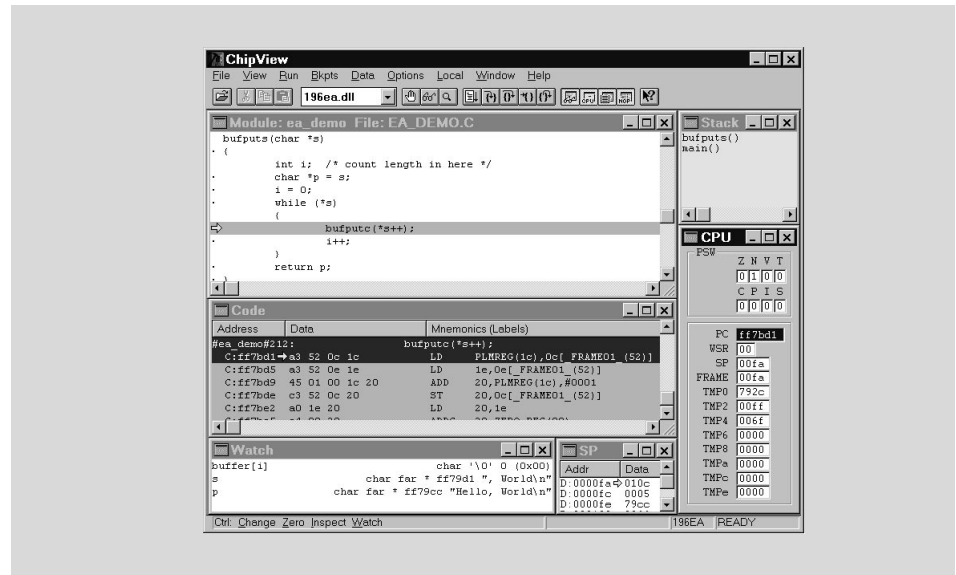 ChipView
File View Run Bkpts Data Options Local Window Help
196ea.dll
Module: ea_demo File: EA_DEMO.C
bufputs(char *s)
{
int i; /* count length in here */
char *p = s;
i = 0;
while (*s)
{
bufputc(*s++);
i++;
}
return p;
}
Stack
bufputs()
main()
CPU
PSW
Z N V T
0 1 0 0
C P I S
0 0 0 0
PC ff7bd1
WSR 00
SP 00fa
FRAME 00fa
TMP0 792c
TMP2 00ff
TMP4 006f
TMP6 0000
TMP8 0000
TMPa 0000
TMPc 0000
TMPe 0000
Code
Address Data Mnemonics (Labels)
#ea_demo#212: bufputc(*s++);
C:ff7bd1 a3 52 0c 1c LD PLMREG(1c),0c[_FRAME01_(52)]
C:ff7bd5 a3 52 0e 1e LD 1e,0e[_FRAME01_(52)]
C:ff7bd9 45 01 00 1c 20 ADD 20,PLMREG(1c),#0001
C:ff7bde c3 52 0c 20 ST 20,0c[_FRAME01_(52)]
C:ff7be2 a0 1e 20 LD 20,1e
Watch
buffer[i] char '\0' 0 (0x00)
s char far * ff79d1 ", World\n"
p char far * ff79cc "Hello, World\n"
SP
Addr Data
D:0000fa 010c
D:0000fc 0005
D:0000fe 79cc
Ctrl: Change Zero Inspect Watch
196EA READY